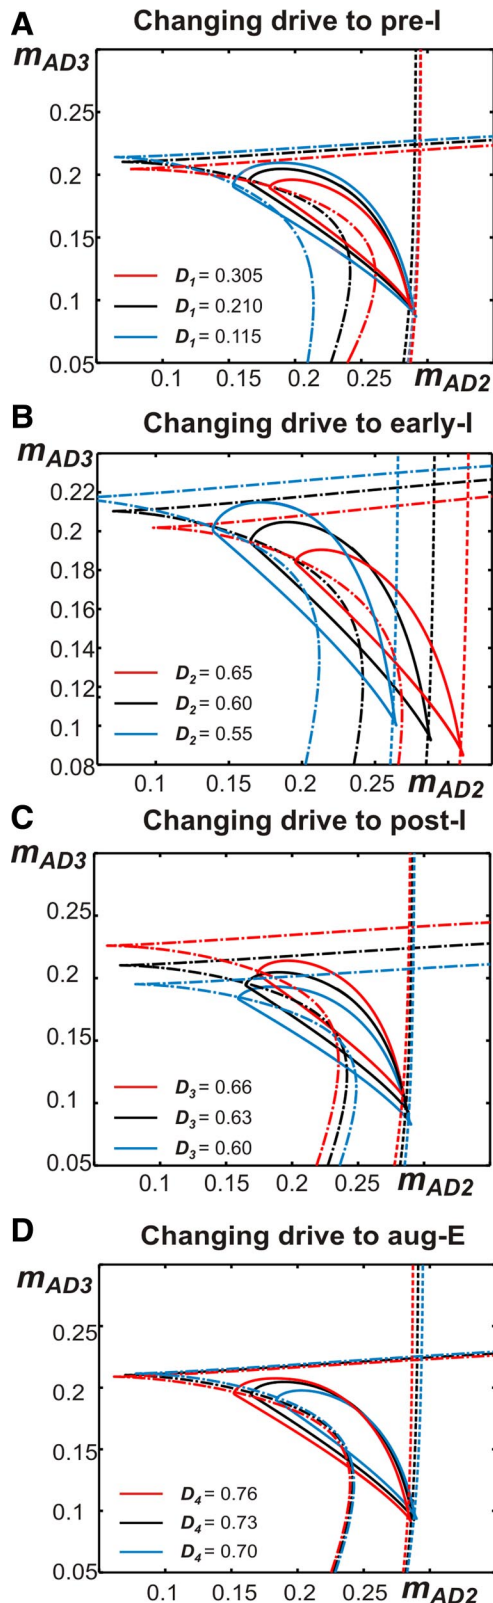 A
Changing drive to pre-I
mAD3
0.25
0.2
0.15
0.1
0.05
D1 = 0.305
D1 = 0.210
D1 = 0.115
0.1 0.15 0.2 0.25 mAD2
B
Changing drive to early-I
mAD3
0.22
0.2
0.18
0.16
0.14
0.12
0.1
0.08
D2 = 0.65
D2 = 0.60
D2 = 0.55
0.1 0.15 0.2 0.25 mAD2
C
Changing drive to post-I
mAD3
0.25
0.2
0.15
0.1
0.05
D3 = 0.66
D3 = 0.63
D3 = 0.60
0.1 0.15 0.2 0.25 mAD2
D
Changing drive to aug-E
mAD3
0.25
0.2
0.15
0.1
0.05
D4 = 0.76
D4 = 0.73
D4 = 0.70
0.1 0.15 0.2 0.25 mAD2